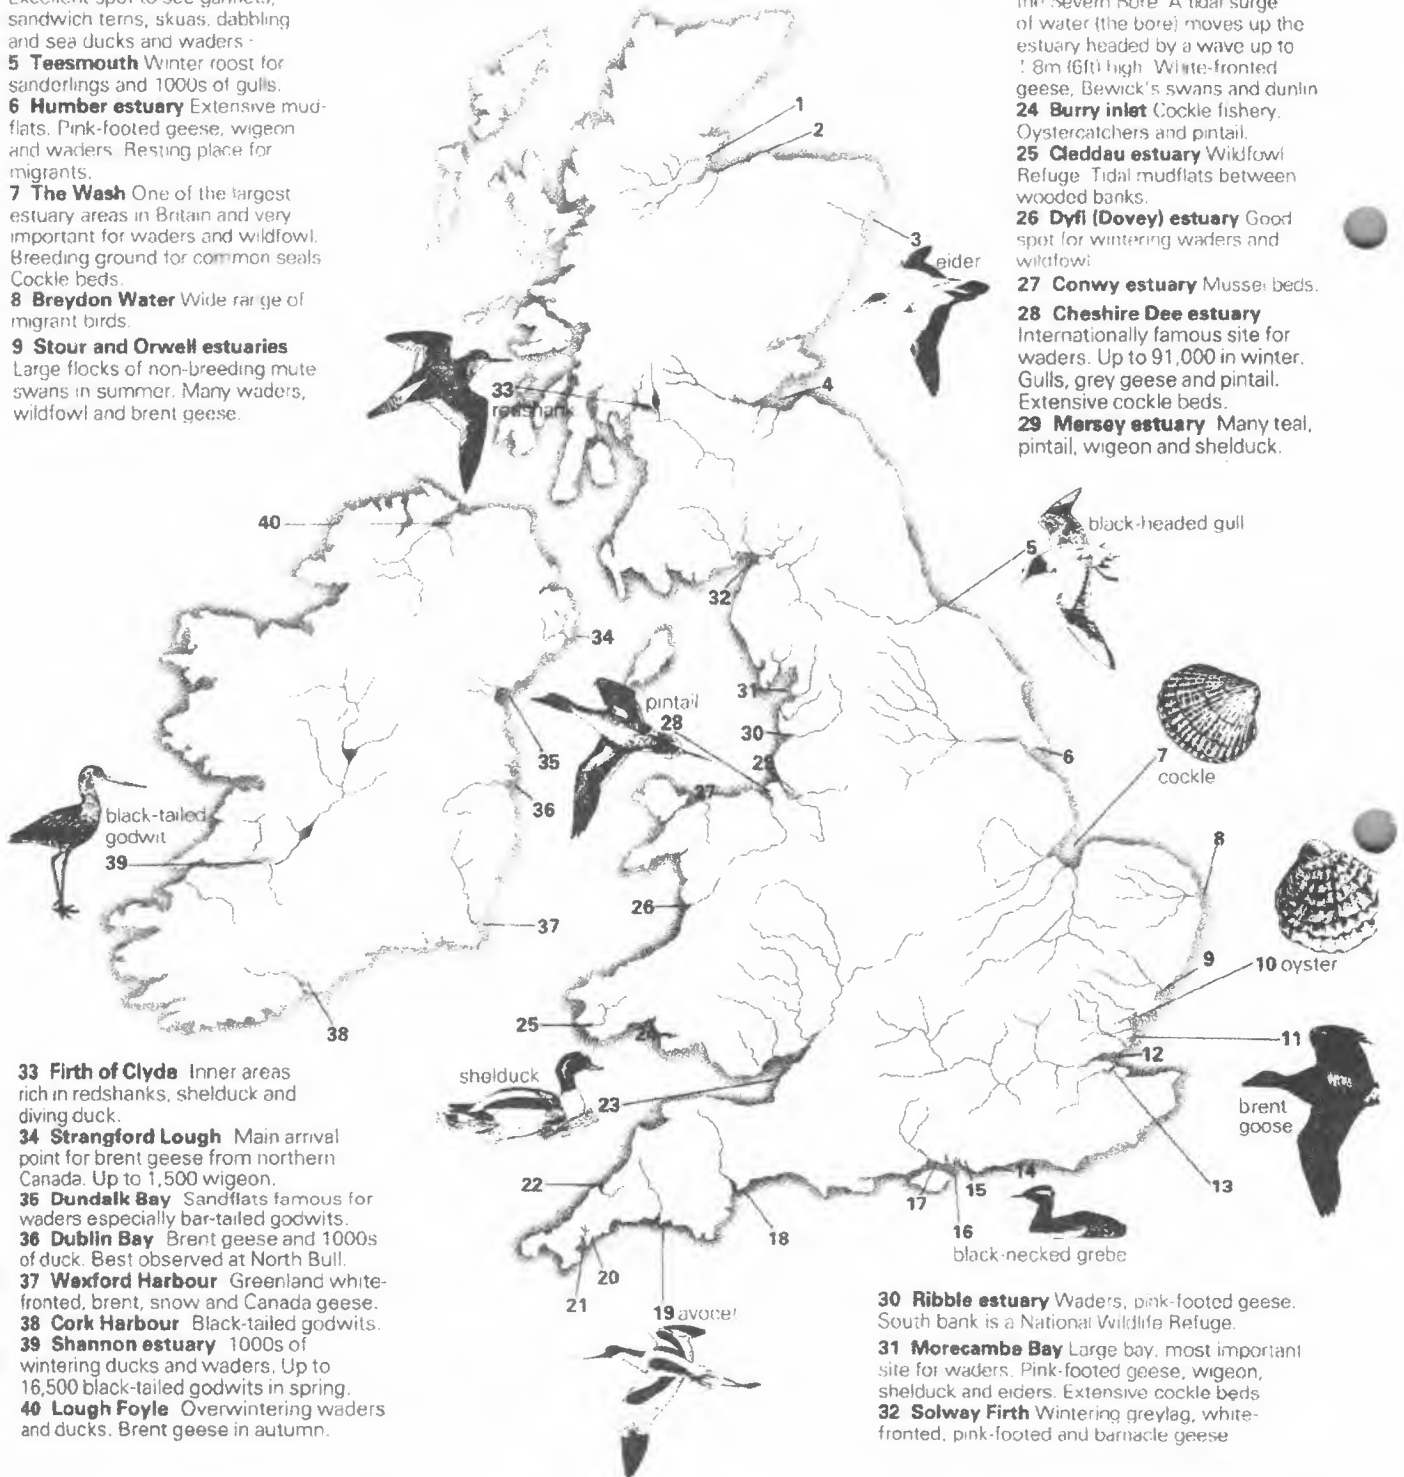 Excellent spot to see gannets,
sandwich terns, skuas, dabbling
and sea ducks and waders
5 Teesmouth Winter roost for
sanderlings and 1000s of gulls.
6 Humber estuary Extensive mud-
flats. Pink-footed geese, wigeon
and waders. Resting place for
migrants.
7 The Wash One of the largest
estuary areas in Britain and very
important for waders and wildfowl.
Breeding ground for common seals
Cockle beds.
8 Breydon Water Wide range of
migrant birds.
9 Stour and Orwell estuaries
Large flocks of non-breeding mute
swans in summer. Many waders,
wildfowl and brent geese.
the Severn Bore A tidal surge
of water (the bore) moves up the
estuary headed by a wave up to
8m (6ft) high White-fronted
geese, Bewick's swans and dunlin
24 Burry inlet Cockle fishery.
Oystercatchers and pintail.
25 Cleddau estuary Wildfowl
Refuge Tidal mudflats between
wooded banks.
26 Dyfi (Dovey) estuary Good
spot for wintering waders and
wildfowl
27 Conwy estuary Mussel beds.
28 Cheshire Dee estuary
Internationally famous site for
waders. Up to 91,000 in winter.
Gulls, grey geese and pintail.
Extensive cockle beds.
29 Mersey estuary Many teal,
pintail, wigeon and shelduck.
1
2
3
eider
4
33
redshank
40
black-headed gull
5
32
34
31
pintail
28
30
29
6
7
cockle
35
36
27
black-tailed
godwit
39
8
26
37
9
10 oyster
25
24
38
11
12
shelduck
23
brent
goose
22
14
13
17
15
16
18
black-necked grebe
20
21
19 avocet
33 Firth of Clyde Inner areas
rich in redshanks, shelduck and
diving duck.
34 Strangford Lough Main arrival
point for brent geese from northern
Canada. Up to 1,500 wigeon.
35 Dundalk Bay Sandflats famous for
waders especially bar-tailed godwits.
36 Dublin Bay Brent geese and 1000s
of duck. Best observed at North Bull.
37 Wexford Harbour Greenland white-
fronted, brent, snow and Canada geese.
38 Cork Harbour Black-tailed godwits.
39 Shannon estuary 1000s of
wintering ducks and waders. Up to
16,500 black-tailed godwits in spring.
40 Lough Foyle Overwintering waders
and ducks. Brent geese in autumn.
30 Ribble estuary Waders, pink-footed geese.
South bank is a National Wildlife Refuge.
31 Morecambe Bay Large bay, most important
site for waders. Pink-footed geese, wigeon,
shelduck and eiders. Extensive cockle beds
32 Solway Firth Wintering greylag, white-
fronted, pink-footed and barnacle geese